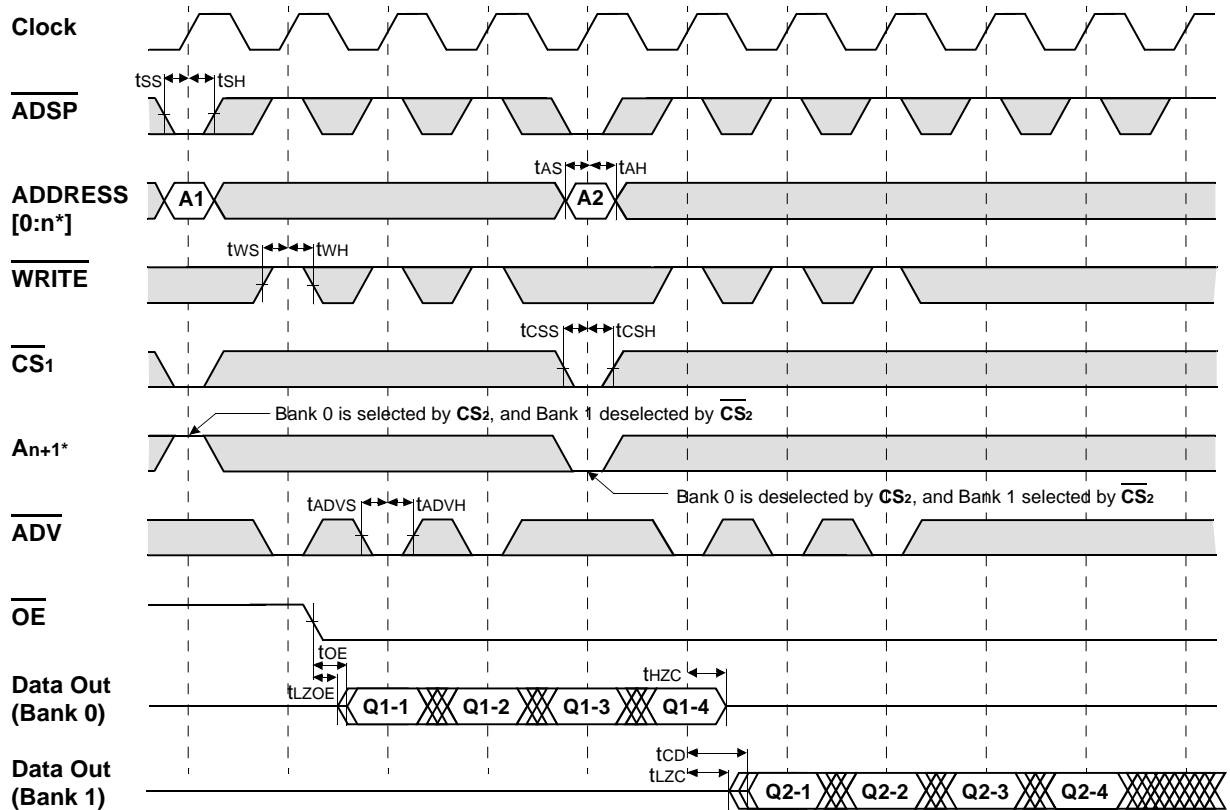 Clock
tSS tSH
ADSP
tAS tAH
ADDRESS
[0:n*]
A1 A2
tWS tWH
WRITE
tCSS tCSH
CS1
Bank 0 is selected by CS2, and Bank 1 deselected by CS2
An+1*
Bank 0 is deselected by CS2, and Bank 1 selected by CS2
tADVS tADVH
ADV
OE
tOE
tLZOE
tHZC
Data Out
(Bank 0)
Q1-1 Q1-2 Q1-3 Q1-4
tCD
tLZC
Data Out
(Bank 1)
Q2-1 Q2-2 Q2-3 Q2-4